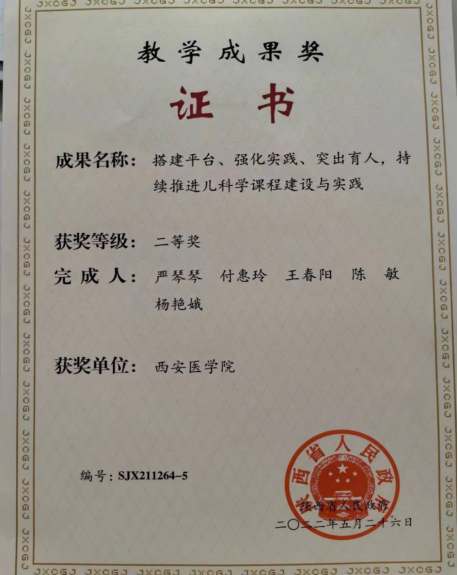 教学成果奖
证书
成果名称：搭建平台、强化实践、突出育人，持
续推进儿科学课程建设与实践
获奖等级：二等奖
完成人：严琴琴 付惠玲 王春阳 陈敏
杨艳娥
获奖单位：西安医学院
陕西省人民政府
编号：SJX211264-5
陕西省人民政府
二〇二二年五月二十六日